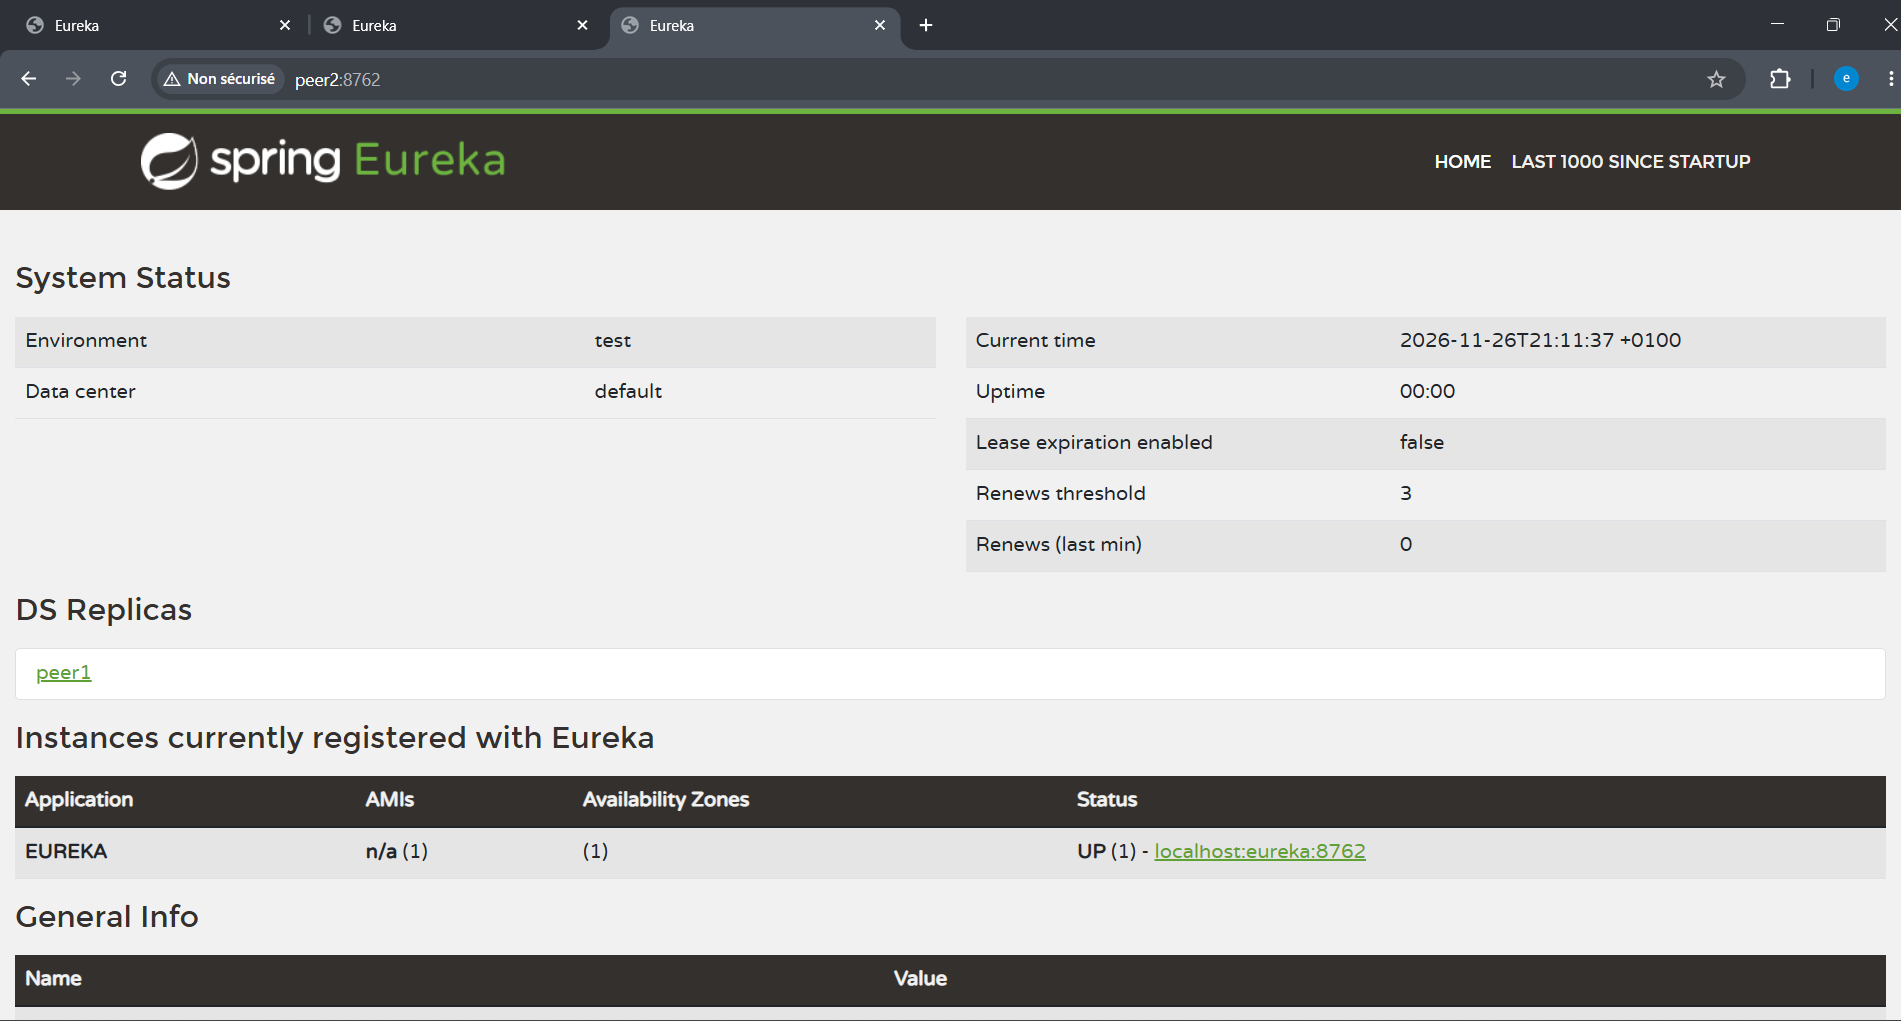 Eureka
Eureka
Eureka
Non sécurisé peer2:8762
e
spring Eureka
HOME LAST 1000 SINCE STARTUP
System Status
Environment test
Data center default
Current time 2026-11-26T21:11:37 +0100
Uptime 00:00
Lease expiration enabled false
Renews threshold 3
Renews (last min) 0
DS Replicas
peer1
Instances currently registered with Eureka
Application AMIs Availability Zones Status
EUREKA n/a (1) (1) UP (1) - localhost:eureka:8762
General Info
Name Value